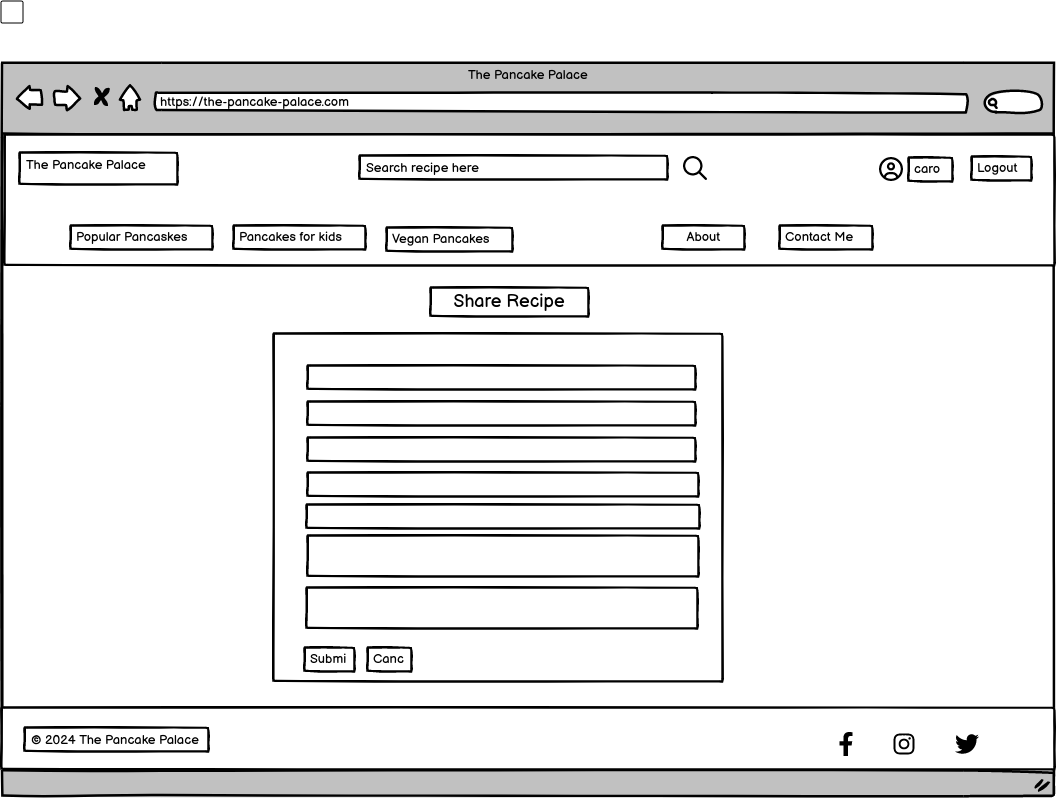 The Pancake Palace
https://the-pancake-palace.com
The Pancake Palace
Search recipe here
caro
Logout
Popular Pancaskes
Pancakes for kids
Vegan Pancakes
About
Contact Me
Share Recipe
Submi
Canc
© 2024 The Pancake Palace